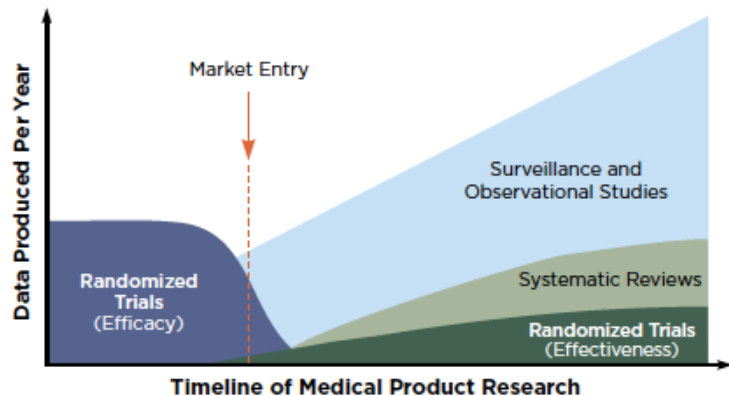 Data Produced Per Year
Market Entry
Surveillance and
Observational Studies
Randomized
Trials
(Efficacy)
Systematic Reviews
Randomized Trials
(Effectiveness)
Timeline of Medical Product Research